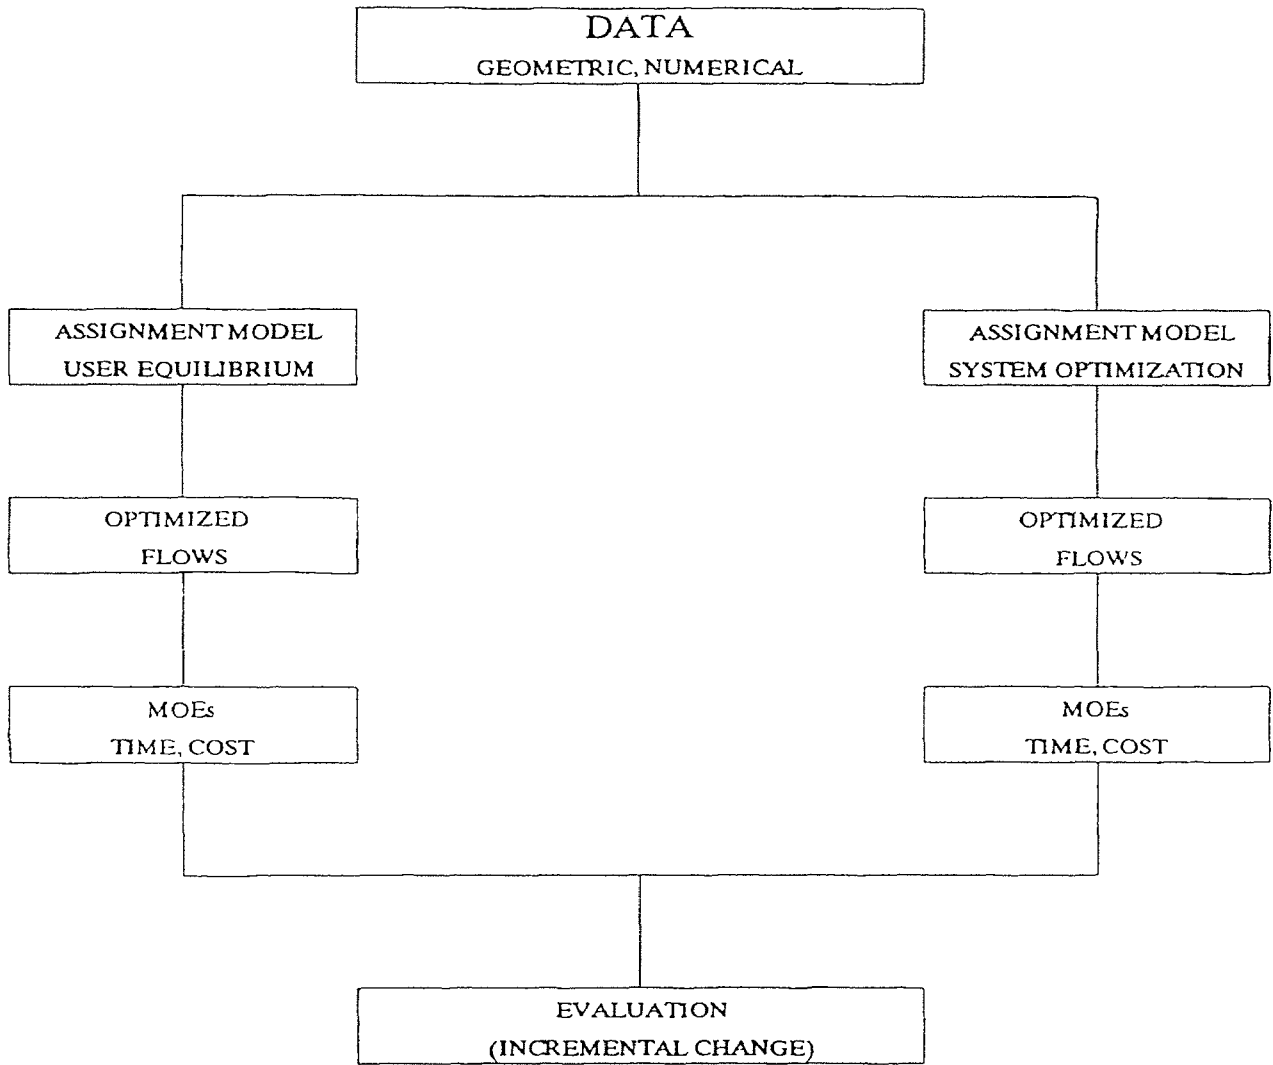 DATA
GEOMETRIC, NUMERICAL
ASSIGNMENT MODEL
USER EQUILIBRIUM
ASSIGNMENT MODEL
SYSTEM OPTIMIZATION
OPTIMIZED
FLOWS
OPTIMIZED
FLOWS
MOEs
TIME, COST
MOEs
TIME, COST
EVALUATION
(INCREMENTAL CHANGE)